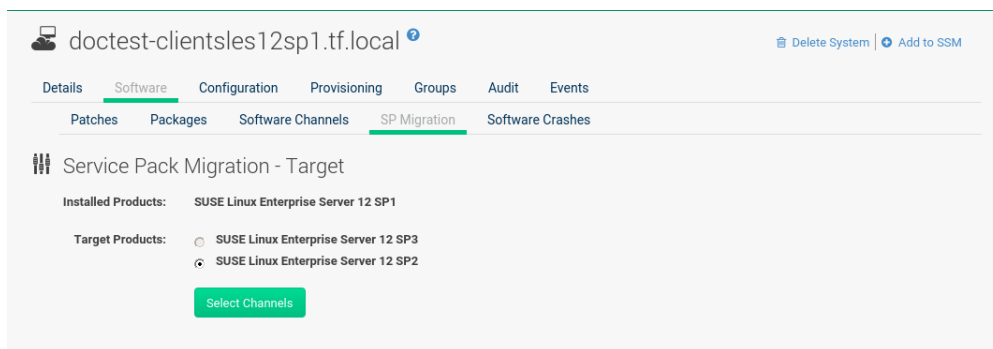 doctest-clientsles12sp1.tf.local ?
Delete System | Add to SSM
Details Software Configuration Provisioning Groups Audit Events
Patches Packages Software Channels SP Migration Software Crashes
Service Pack Migration - Target
Installed Products: SUSE Linux Enterprise Server 12 SP1
Target Products: SUSE Linux Enterprise Server 12 SP3
SUSE Linux Enterprise Server 12 SP2
Select Channels